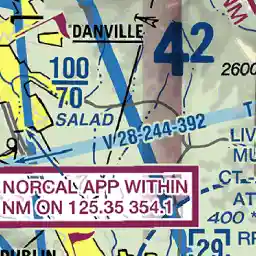 DANVILLE
42
100
70
2600
SALAD
V 28-244-392
T
NM
LIV
MU
CT
NORCAL APP WITHIN
NM ON 125.35 354.1
AT
400 *
29
RP
DUBLIN